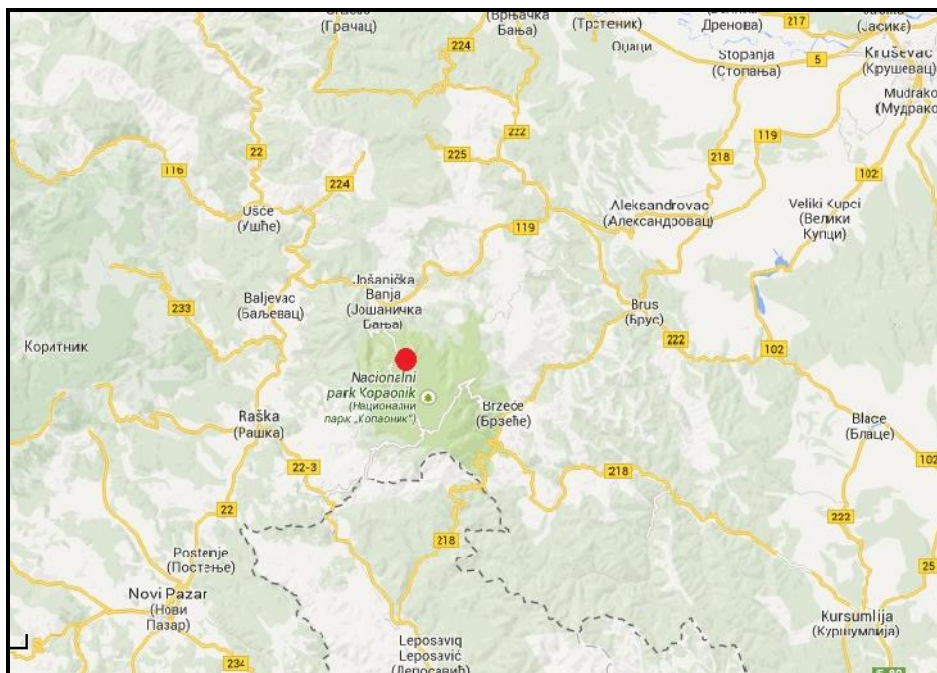 (Грачац)
Бања)
(Трстеник)
Оџаци
Дренова)
217
(Јасика)
224
Stopanja
(Стопања)
5
Kruševac
(Крушевац)
Mudrako
(Мудрако
222
119
116
22
224
225
218
102
Ušće
(Ушће)
119
Aleksandrovac
(Александровац)
Veliki Kupci
(Велики
Купци)
233
Baljevac
(Баљевац)
Jošanička
Banja
(Јошаничка
Бања)
Brus
(Брус)
222
102
Коритник
Nacionalni
park Kopaonik
(Национални
парк „Копаоник“)
Brzeće
(Брзеће)
Raška
(Рашка)
Blace
(Блаце)
22-3
218
102
22
218
222
Postenje
(Постење)
25
Novi Pazar
(Нови
Пазар)
Kursumlija
(Куршумлија)
Leposaviq
Leposavić
(Лепосавић)
234